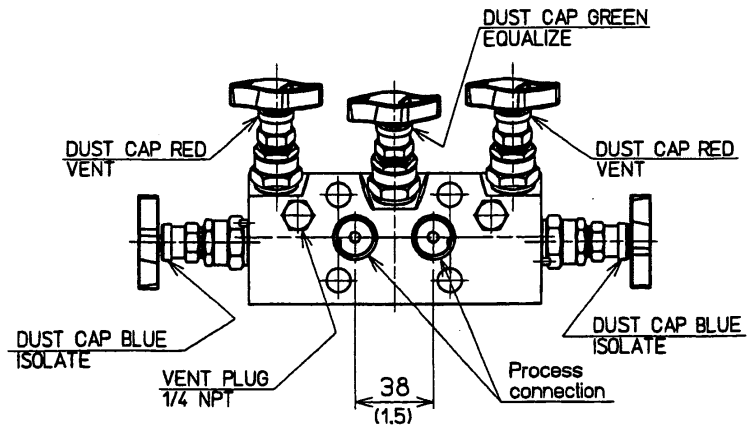 DUST CAP GREEN
EQUALIZE
DUST CAP RED
VENT
DUST CAP RED
VENT
DUST CAP BLUE
ISOLATE
DUST CAP BLUE
ISOLATE
VENT PLUG
1/4 NPT
38
(1,5)
Process
connection